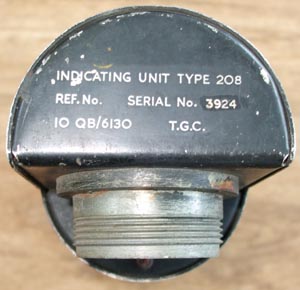 INDICATING UNIT TYPE 208
REF. No. SERIAL No. 3924
10 QB/6130 T.G.C.